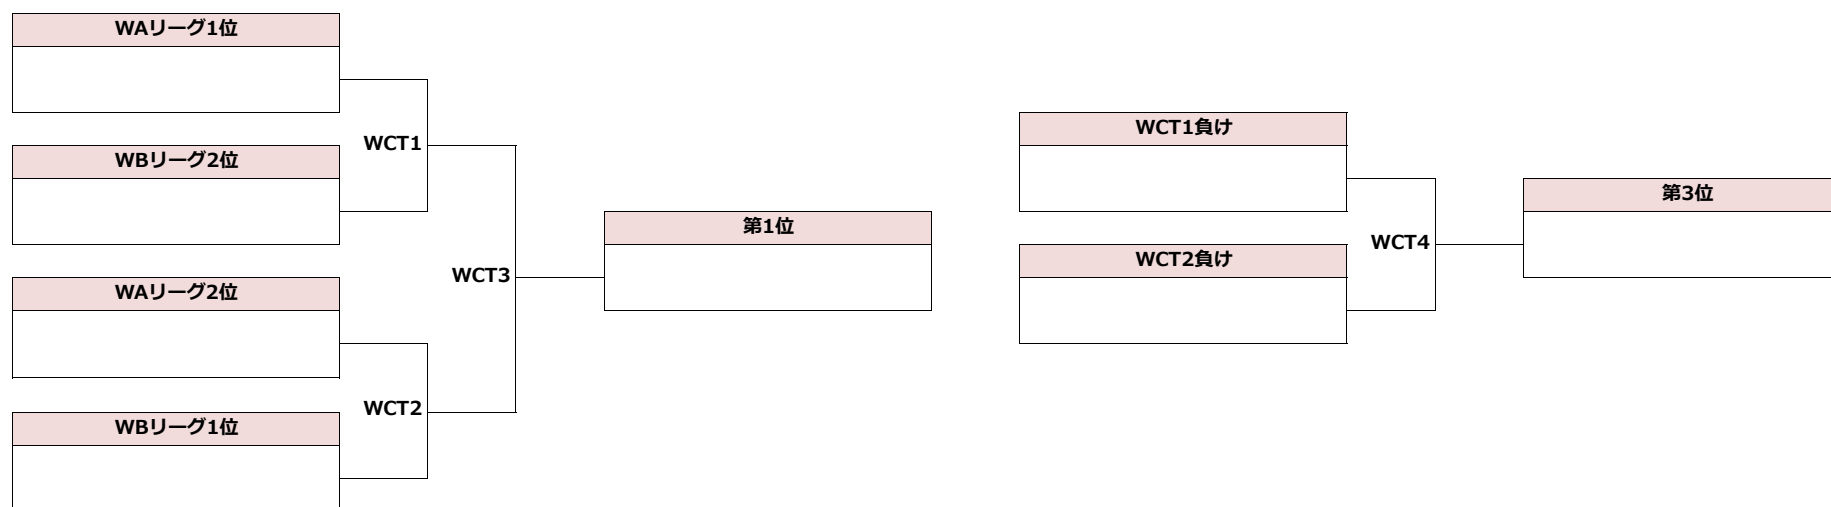 WAリーグ1位
WCT1
WBリーグ2位
WCT3
第1位
WAリーグ2位
WCT2
WBリーグ1位
WCT1負け
WCT4
WCT2負け
第3位